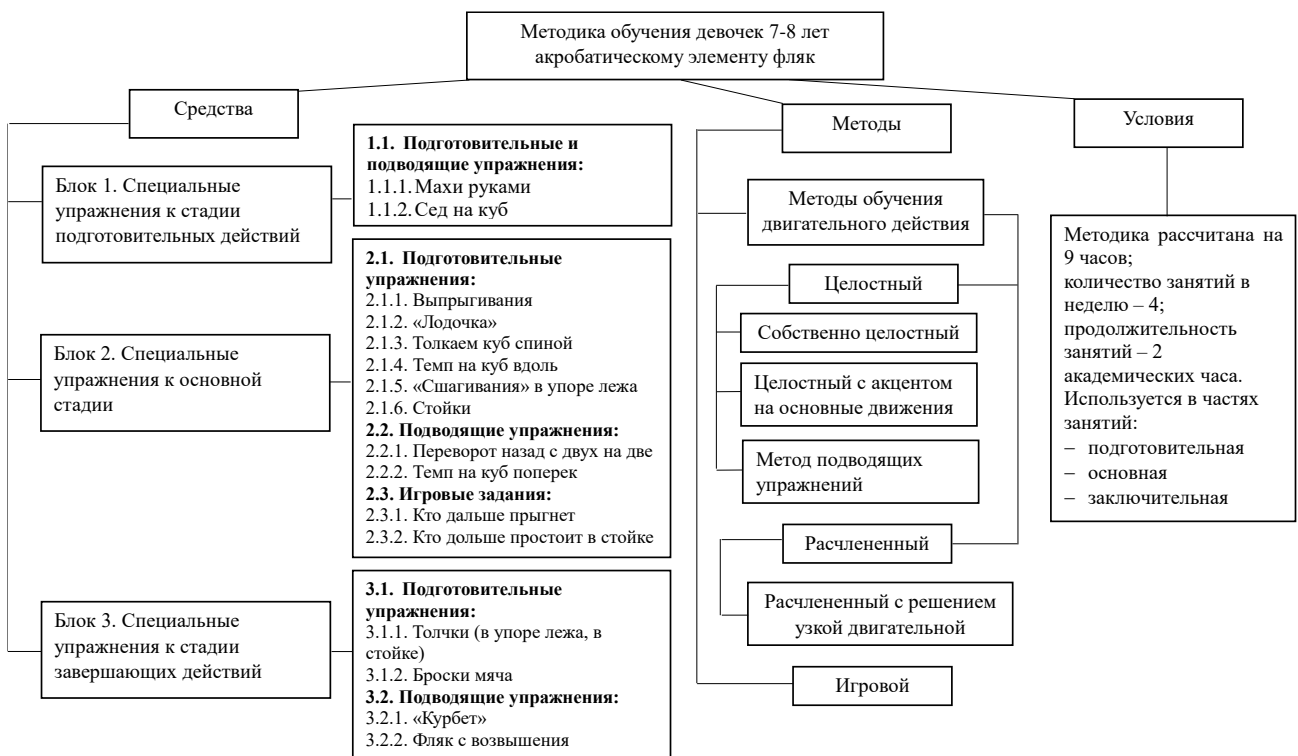 Методика обучения девочек 7-8 лет
акробатическому элементу фляк
Средства
Блок 1. Специальные
упражнения к стадии
подготовительных действий
1.1. Подготовительные и
подводящие упражнения:
1.1.1. Махи руками
1.1.2. Сед на куб
Блок 2. Специальные
упражнения к основной
стадии
2.1. Подготовительные
упражнения:
2.1.1. Выпрыгивания
2.1.2. «Лодочка»
2.1.3. Толкаем куб спиной
2.1.4. Темп на куб вдоль
2.1.5. «Сшагивания» в упоре лежа
2.1.6. Стойки
2.2. Подводящие упражнения:
2.2.1. Переворот назад с двух на две
2.2.2. Темп на куб поперек
2.3. Игровые задания:
2.3.1. Кто дальше прыгнет
2.3.2. Кто дольше простоит в стойке
Блок 3. Специальные
упражнения к стадии
завершающих действий
3.1. Подготовительные
упражнения:
3.1.1. Толчки (в упоре лежа, в
стойке)
3.1.2. Броски мяча
3.2. Подводящие упражнения:
3.2.1. «Курбет»
3.2.2. Фляк с возвышения
Методы
Методы обучения
двигательного действия
Целостный
Собственно целостный
Целостный с акцентом
на основные движения
Метод подводящих
упражнений
Расчлененный
Расчлененный с решением
узкой двигательной
Игровой
Условия
Методика рассчитана на
9 часов;
количество занятий в
неделю – 4;
продолжительность
занятий – 2
академических часа.
Используется в частях
занятий:
– подготовительная
– основная
– заключительная